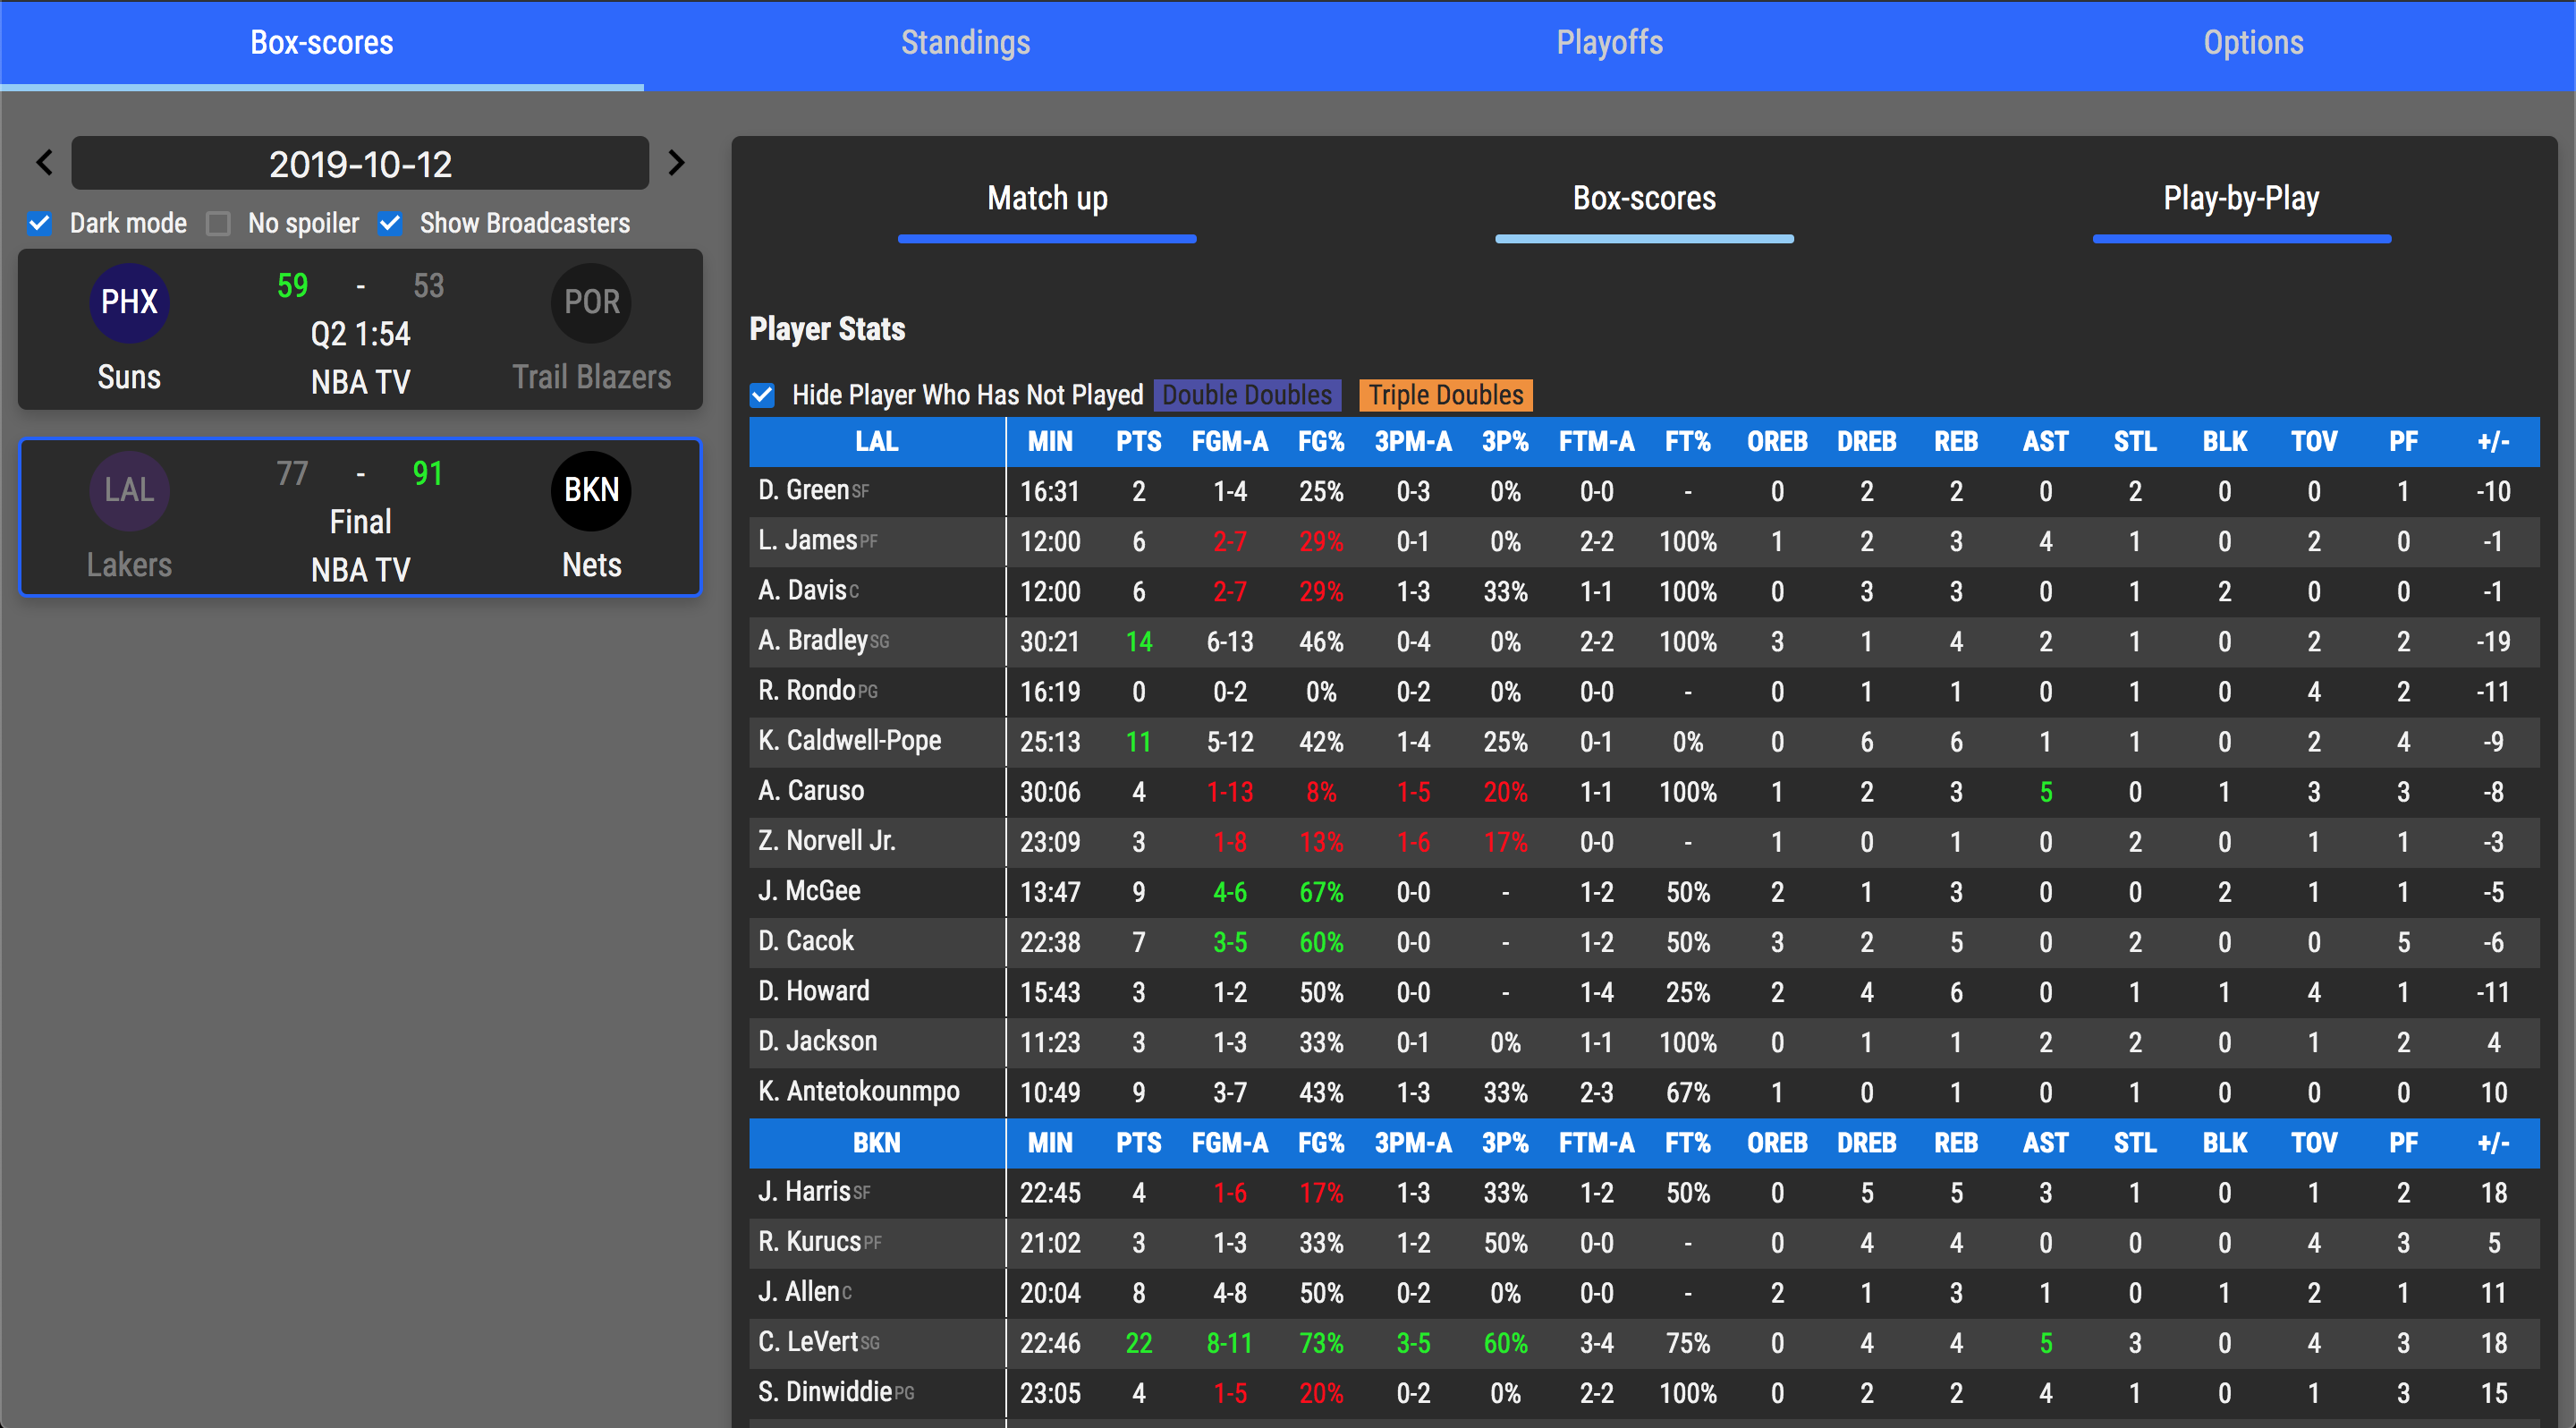 Box-scores Standings Playoffs Options
2019-10-12
Dark mode No spoiler Show Broadcasters
PHX 59 - 53 POR
Q2 1:54
Suns NBA TV Trail Blazers
LAL 77 - 91 BKN
Final
Lakers NBA TV Nets
Match up Box-scores Play-by-Play
Player Stats
Hide Player Who Has Not Played Double Doubles Triple Doubles
LAL MIN PTS FGM-A FG% 3PM-A 3P% FTM-A FT% OREB DREB REB AST STL BLK TOV PF +/-
D. Green SF 16:31 2 1-4 25% 0-3 0% 0-0 - 0 2 2 0 2 0 0 1 -10
L. James PF 12:00 6 2-7 29% 0-1 0% 2-2 100% 1 2 3 4 1 0 2 0 -1
A. Davis C 12:00 6 2-7 29% 1-3 33% 1-1 100% 0 3 3 0 1 2 0 0 -1
A. Bradley SG 30:21 14 6-13 46% 0-4 0% 2-2 100% 3 1 4 2 1 0 2 2 -19
R. Rondo PG 16:19 0 0-2 0% 0-2 0% 0-0 - 0 1 1 0 1 0 4 2 -11
K. Caldwell-Pope 25:13 11 5-12 42% 1-4 25% 0-1 0% 0 6 6 1 1 0 2 4 -9
A. Caruso 30:06 4 1-13 8% 1-5 20% 1-1 100% 1 2 3 5 0 1 3 3 -8
Z. Norvell Jr. 23:09 3 1-8 13% 1-6 17% 0-0 - 1 0 1 0 2 0 1 1 -3
J. McGee 13:47 9 4-6 67% 0-0 - 1-2 50% 2 1 3 0 0 2 1 1 -5
D. Cacok 22:38 7 3-5 60% 0-0 - 1-2 50% 3 2 5 0 2 0 0 5 -6
D. Howard 15:43 3 1-2 50% 0-0 - 1-4 25% 2 4 6 0 1 1 4 1 -11
D. Jackson 11:23 3 1-3 33% 0-1 0% 1-1 100% 0 1 1 2 2 0 1 2 4
K. Antetokounmpo 10:49 9 3-7 43% 1-3 33% 2-3 67% 1 0 1 0 1 0 0 0 10
BKN MIN PTS FGM-A FG% 3PM-A 3P% FTM-A FT% OREB DREB REB AST STL BLK TOV PF +/-
J. Harris SF 22:45 4 1-6 17% 1-3 33% 1-2 50% 0 5 5 3 1 0 1 2 18
R. Kurucs PF 21:02 3 1-3 33% 1-2 50% 0-0 - 0 4 4 0 0 0 4 3 5
J. Allen C 20:04 8 4-8 50% 0-2 0% 0-0 - 2 1 3 1 0 1 2 1 11
C. LeVert SG 22:46 22 8-11 73% 3-5 60% 3-4 75% 0 4 4 5 3 0 4 3 18
S. Dinwiddie PG 23:05 4 1-5 20% 0-2 0% 2-2 100% 0 2 2 4 1 0 1 3 15